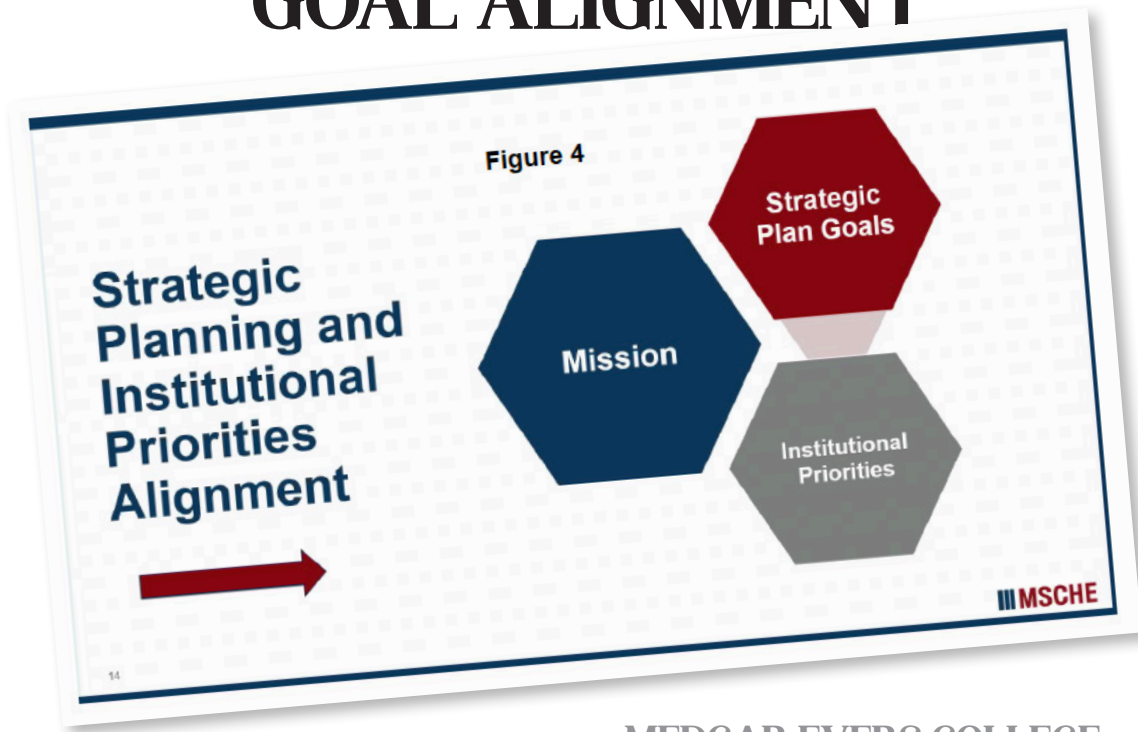 GOAL ALIGNMENT
Figure 4
Strategic
Plan Goals
Strategic
Planning and
Institutional
Priorities
Alignment
Mission
Institutional
Priorities
MSCHE
14
MEDGAR EVERS COLLEGE